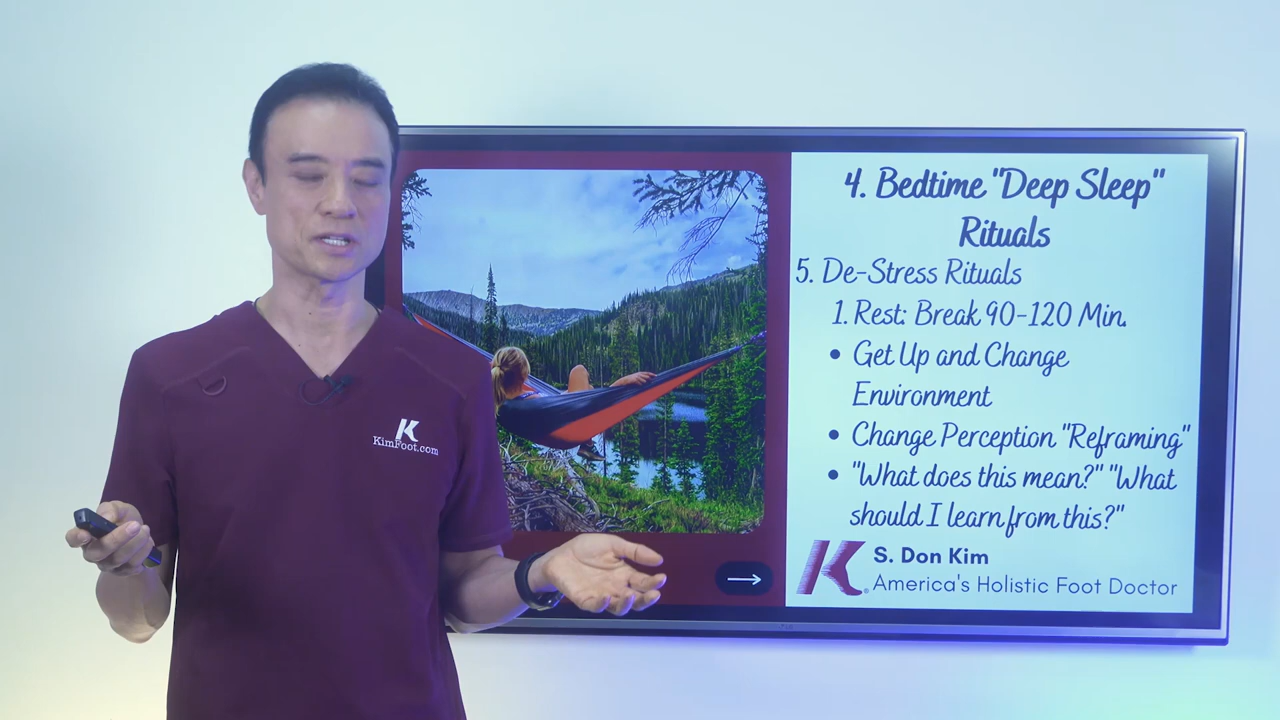 4. Bedtime "Deep Sleep"
Rituals
5. De-Stress Rituals
1. Rest: Break 90-120 Min.
• Get Up and Change
Environment
• Change Perception "Reframing"
• "What does this mean?" "What
should I learn from this?"
K® S. Don Kim
America's Holistic Foot Doctor
K
KimFoot.com